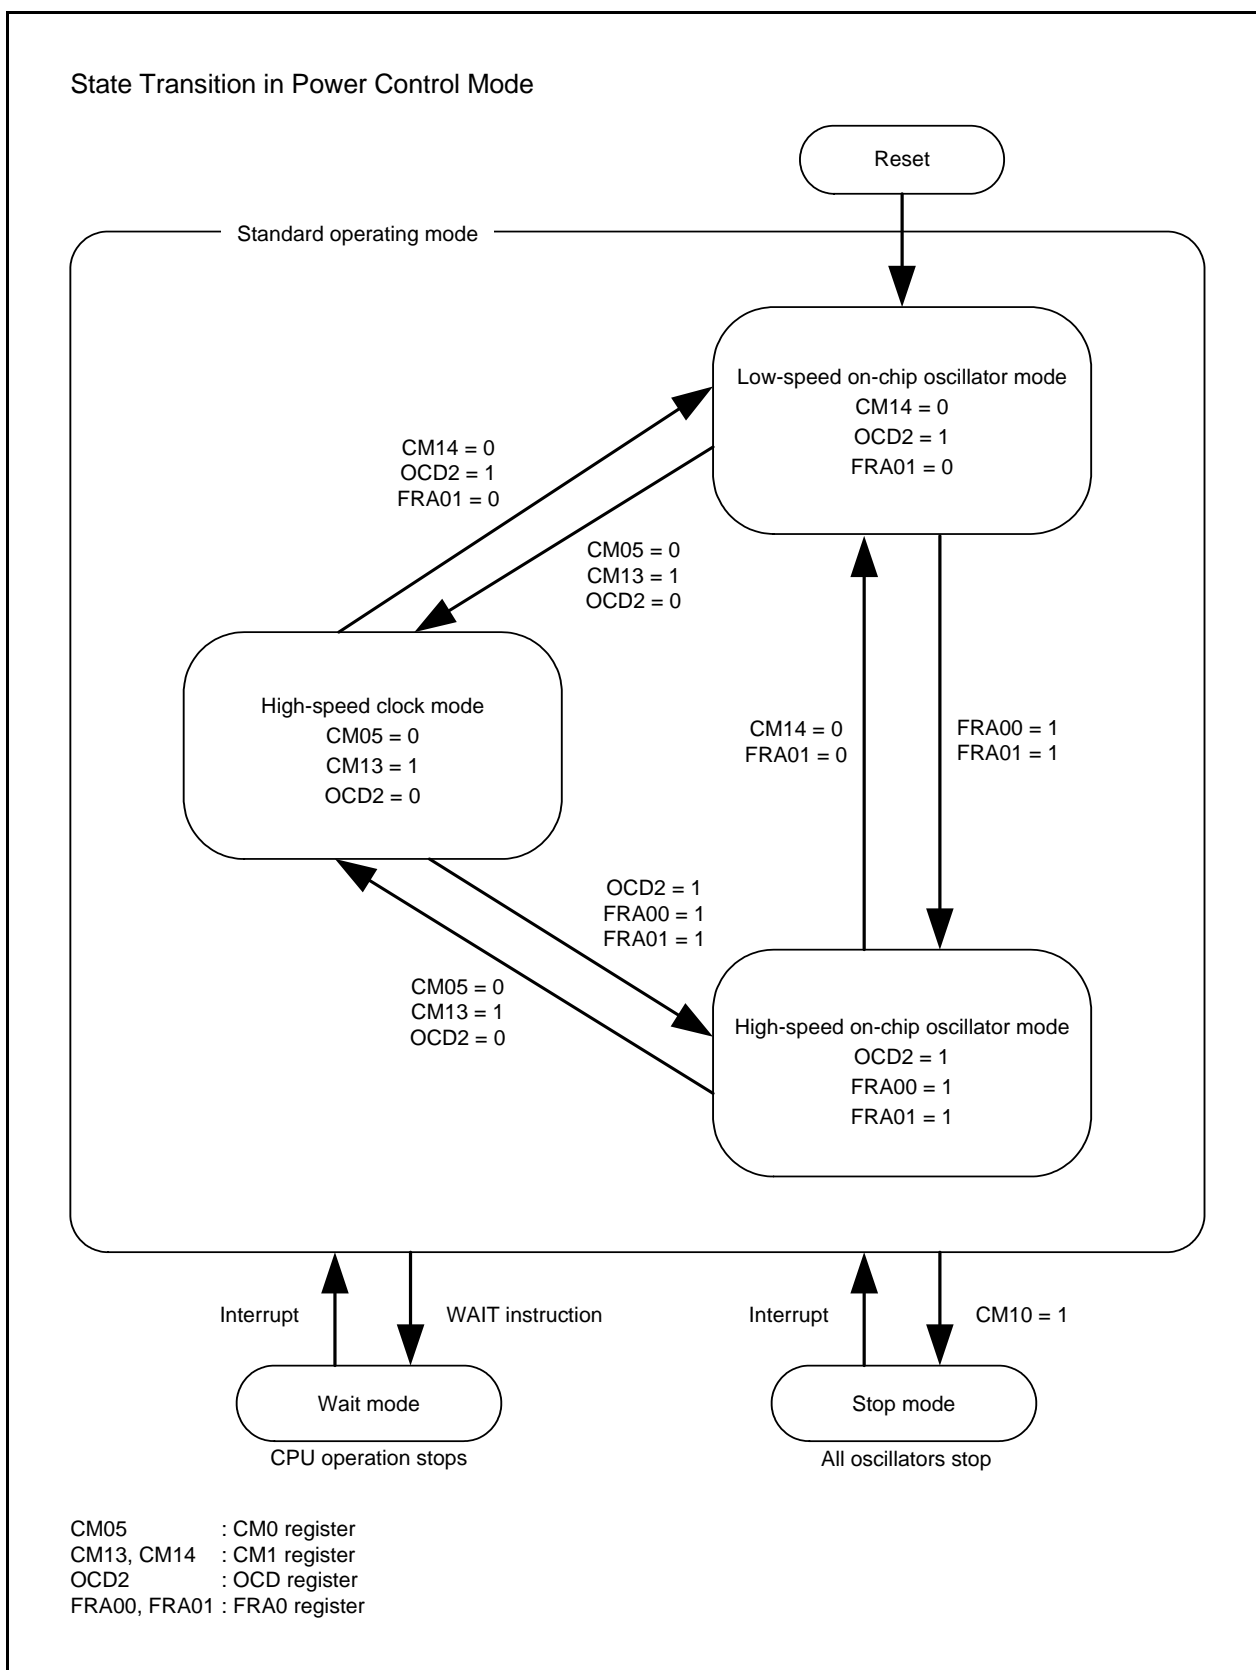 State Transition in Power Control Mode
Reset
Standard operating mode
Low-speed on-chip oscillator mode
CM14 = 0
OCD2 = 1
FRA01 = 0
CM14 = 0
OCD2 = 1
FRA01 = 0
CM05 = 0
CM13 = 1
OCD2 = 0
High-speed clock mode
CM05 = 0
CM13 = 1
OCD2 = 0
CM14 = 0
FRA01 = 0
FRA00 = 1
FRA01 = 1
OCD2 = 1
FRA00 = 1
FRA01 = 1
CM05 = 0
CM13 = 1
OCD2 = 0
High-speed on-chip oscillator mode
OCD2 = 1
FRA00 = 1
FRA01 = 1
Interrupt
WAIT instruction
Interrupt
CM10 = 1
Wait mode
Stop mode
CPU operation stops
All oscillators stop
CM05 : CM0 register
CM13, CM14 : CM1 register
OCD2 : OCD register
FRA00, FRA01 : FRA0 register